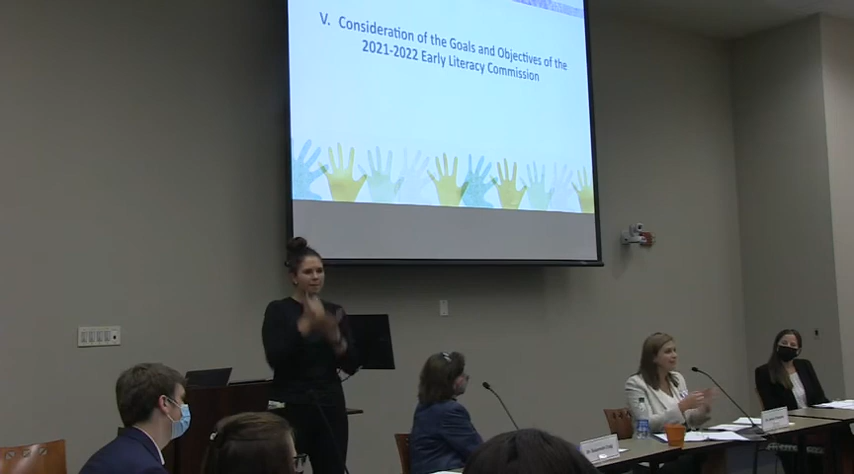 V. Consideration of the Goals and Objectives of the
2021-2022 Early Literacy Commission